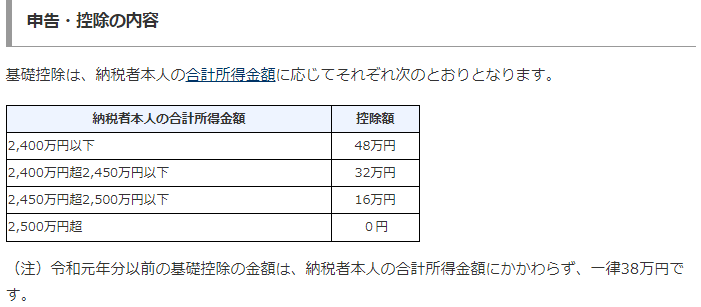 申告・控除の内容
基礎控除は、納税者本人の合計所得金額に応じてそれぞれ次のとおりとなります。
納税者本人の合計所得金額 控除額
2,400万円以下 48万円
2,400万円超2,450万円以下 32万円
2,450万円超2,500万円以下 16万円
2,500万円超 0円
（注）令和元年分以前の基礎控除の金額は、納税者本人の合計所得金額にかかわらず、一律38万円で
す。